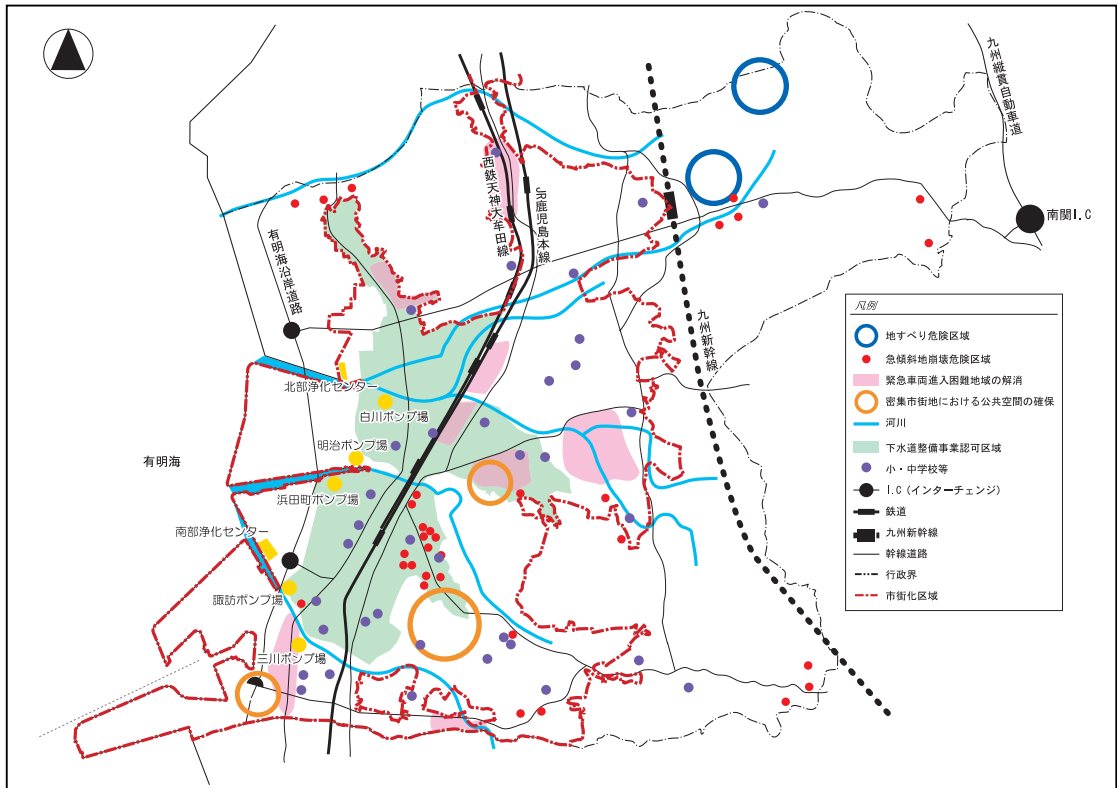 九州縦貫自動車道
南関I.C
西鉄天神大牟田線
JR鹿児島本線
有明海沿岸道路
九州新幹線
北部浄化センター
白川ポンプ場
明治ポンプ場
有明海
浜田町ポンプ場
南部浄化センター
諏訪ポンプ場
三川ポンプ場
凡例
地すべり危険区域
急傾斜地崩壊危険区域
緊急車両進入困難地域の解消
密集市街地における公共空間の確保
河川
下水道整備事業認可区域
小・中学校等
I.C(インターチェンジ)
鉄道
九州新幹線
幹線道路
行政界
市街化区域